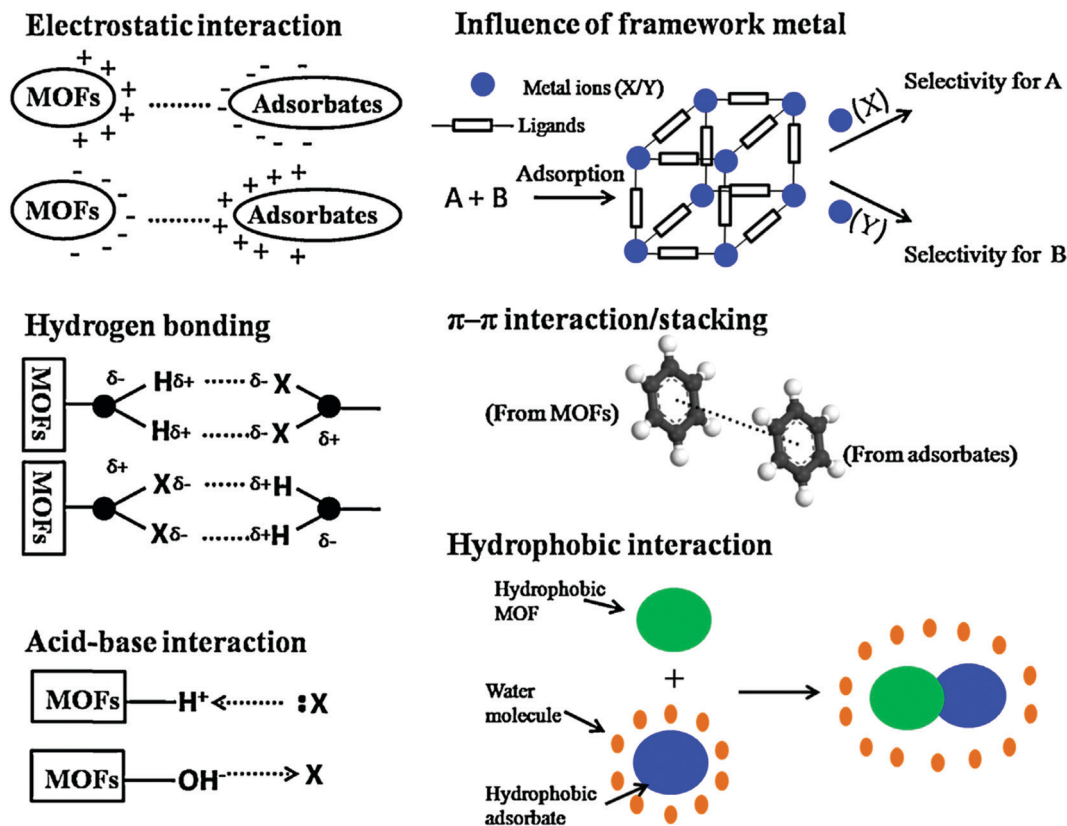 Electrostatic interaction
MOFs
+ + + + + + +
- - - - - - - -
Adsorbates
MOFs
- - - - - -
+ + + + + + + + + +
Adsorbates
Influence of framework metal
Metal ions (X/Y)
Ligands
A + B
Adsorption
(X)
Selectivity for A
(Y)
Selectivity for B
Hydrogen bonding
MOFs
δ- Hδ+ δ- X
Hδ+ δ- X δ+
MOFs
δ+ Xδ- δ+H
Xδ- δ+H δ-
π–π interaction/stacking
(From MOFs)
(From adsorbates)
Acid-base interaction
MOFs H+ :X
MOFs OH- X
Hydrophobic interaction
Hydrophobic
MOF
+
Water
molecule
Hydrophobic
adsorbate